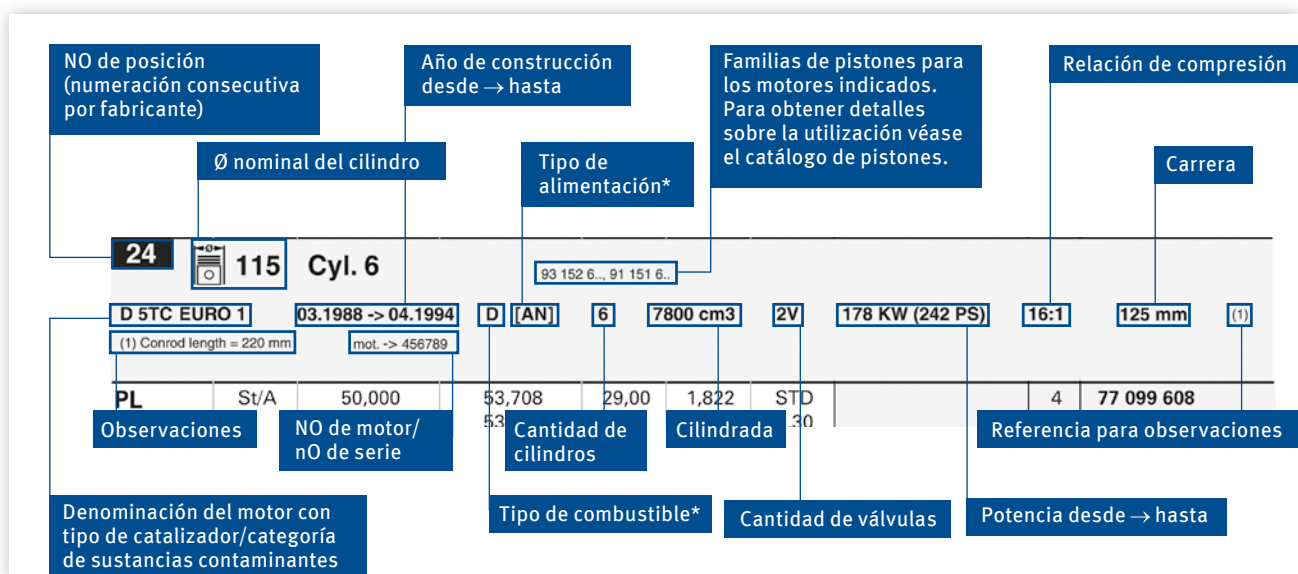 NO de posición
(numeración consecutiva
por fabricante)
Año de construcción
desde → hasta
Familias de pistones para
los motores indicados.
Para obtener detalles
sobre la utilización véase
el catálogo de pistones.
Relación de compresión
Ø nominal del cilindro
Tipo de
alimentación*
Carrera
24
Ø
115
Cyl. 6
93 152 6.., 91 151 6..
D 5TC EURO 1 03.1988 -> 04.1994 D [AN] 6 7800 cm3 2V 178 KW (242 PS) 16:1 125 mm (1)
(1) Conrod length = 220 mm mot. -> 456789
PL St/A 50,000 53,708 29,00 1,822 STD 4 77 099 608
53
30
Observaciones
NO de motor/
nO de serie
Cantidad de
cilindros
Cilindrada
Referencia para observaciones
Denominación del motor con
tipo de catalizador/categoría
de sustancias contaminantes
Tipo de combustible*
Cantidad de válvulas
Potencia desde → hasta